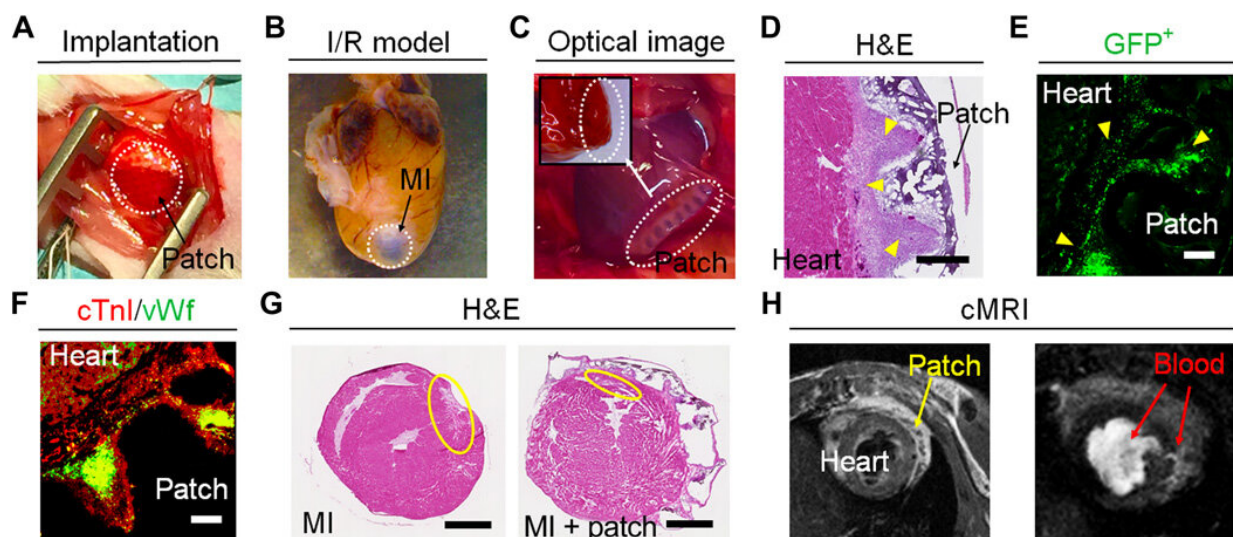 A
Implantation
Patch
B
I/R model
MI
C
Optical image
Patch
D
H&E
Patch
Heart
E
GFP+
Heart
Patch
F
cTnI/vWf
Heart
Patch
G
H&E
MI
MI + patch
H
cMRI
Patch
Heart
Blood